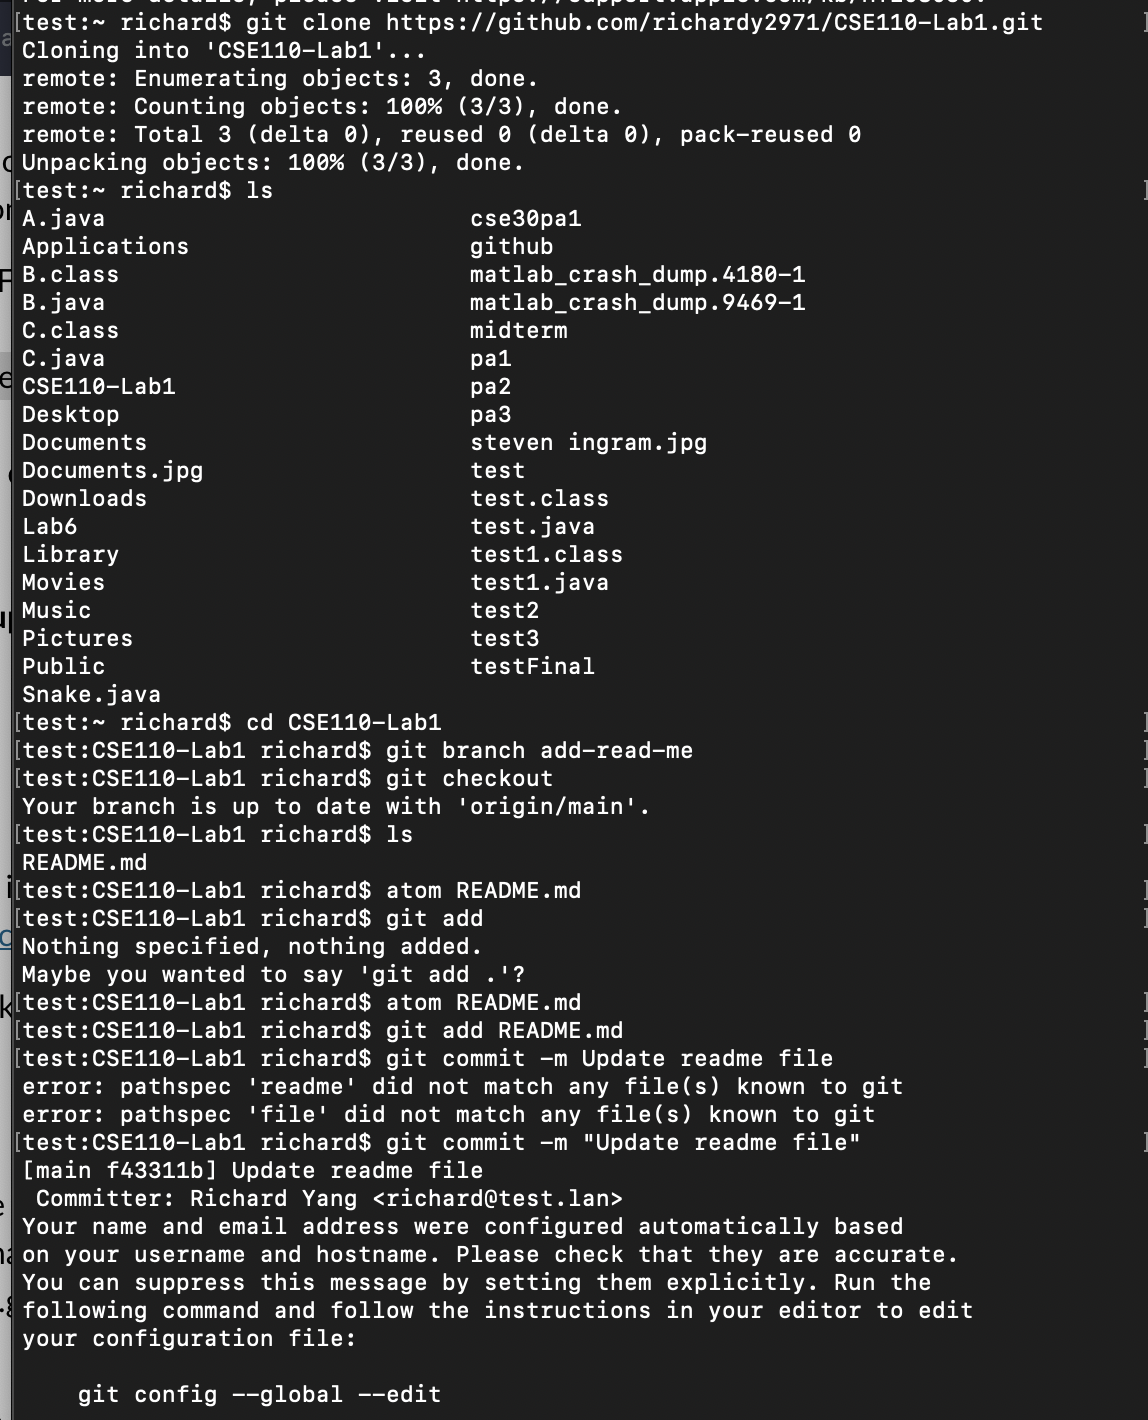 [test:~ richard$ git clone https://github.com/richardy2971/CSE110-Lab1.git ]
Cloning into 'CSE110-Lab1'...
remote: Enumerating objects: 3, done.
remote: Counting objects: 100% (3/3), done.
remote: Total 3 (delta 0), reused 0 (delta 0), pack-reused 0
Unpacking objects: 100% (3/3), done.
[test:~ richard$ ls ]
A.java cse30pa1
Applications github
B.class matlab_crash_dump.4180-1
B.java matlab_crash_dump.9469-1
C.class midterm
C.java pa1
CSE110-Lab1 pa2
Desktop pa3
Documents steven ingram.jpg
Documents.jpg test
Downloads test.class
Lab6 test.java
Library test1.class
Movies test1.java
Music test2
Pictures test3
Public testFinal
Snake.java
[test:~ richard$ cd CSE110-Lab1 ]
[test:CSE110-Lab1 richard$ git branch add-read-me ]
[test:CSE110-Lab1 richard$ git checkout ]
Your branch is up to date with 'origin/main'.
[test:CSE110-Lab1 richard$ ls ]
README.md
[test:CSE110-Lab1 richard$ atom README.md ]
[test:CSE110-Lab1 richard$ git add ]
Nothing specified, nothing added.
Maybe you wanted to say 'git add .'?
[test:CSE110-Lab1 richard$ atom README.md ]
[test:CSE110-Lab1 richard$ git add README.md ]
[test:CSE110-Lab1 richard$ git commit -m Update readme file ]
error: pathspec 'readme' did not match any file(s) known to git
error: pathspec 'file' did not match any file(s) known to git
[test:CSE110-Lab1 richard$ git commit -m "Update readme file" ]
[main f43311b] Update readme file
Committer: Richard Yang <richard@test.lan>
Your name and email address were configured automatically based
on your username and hostname. Please check that they are accurate.
You can suppress this message by setting them explicitly. Run the
following command and follow the instructions in your editor to edit
your configuration file:
git config --global --edit